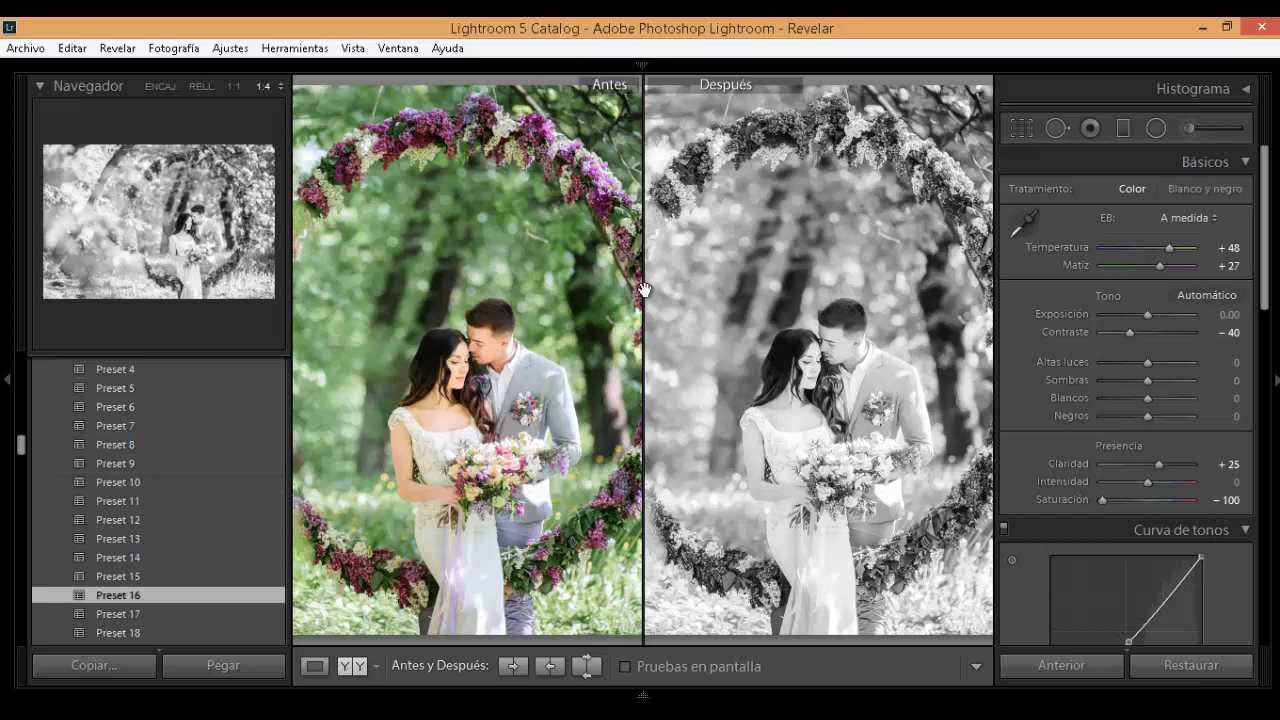 Lr
Lightroom 5 Catalog - Adobe Photoshop Lightroom - Revelar
Archivo Editar Revelar Fotografía Ajustes Herramientas Vista Ventana Ayuda
Navegador ENCAJ. RELL. 1:1 1:4
Antes
Después
Histograma
Básicos
Tratamiento: Color Blanco y negro
EB: A medida
Temperatura + 48
Matiz + 27
Tono Automático
Exposición 0.00
Contraste – 40
Altas luces 0
Sombras 0
Blancos 0
Negros 0
Presencia
Claridad + 25
Intensidad 0
Saturación – 100
Curva de tonos
Preset 4
Preset 5
Preset 6
Preset 7
Preset 8
Preset 9
Preset 10
Preset 11
Preset 12
Preset 13
Preset 14
Preset 15
Preset 16
Preset 17
Preset 18
Copiar... Pegar
Y Y Antes y Después: Pruebas en pantalla
Anterior Restaurar